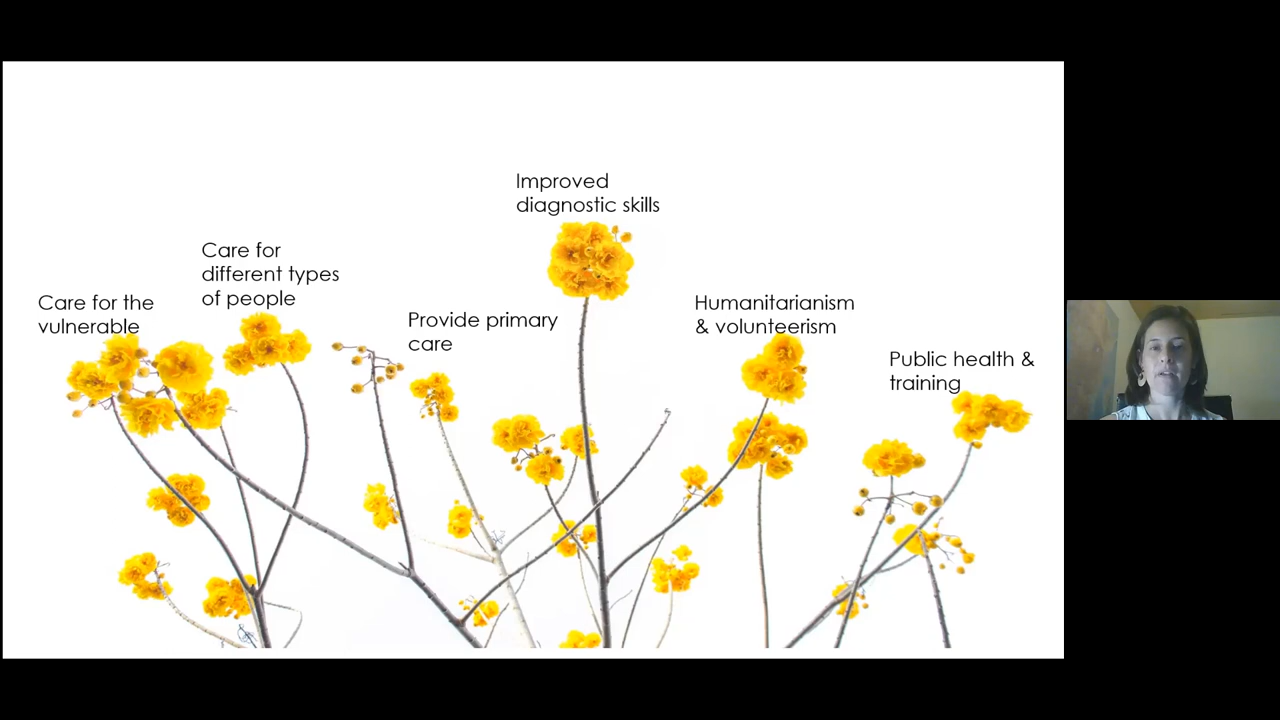 Care for the
vulnerable
Care for
different types
of people
Provide primary
care
Improved
diagnostic skills
Humanitarianism
& volunteerism
Public health &
training